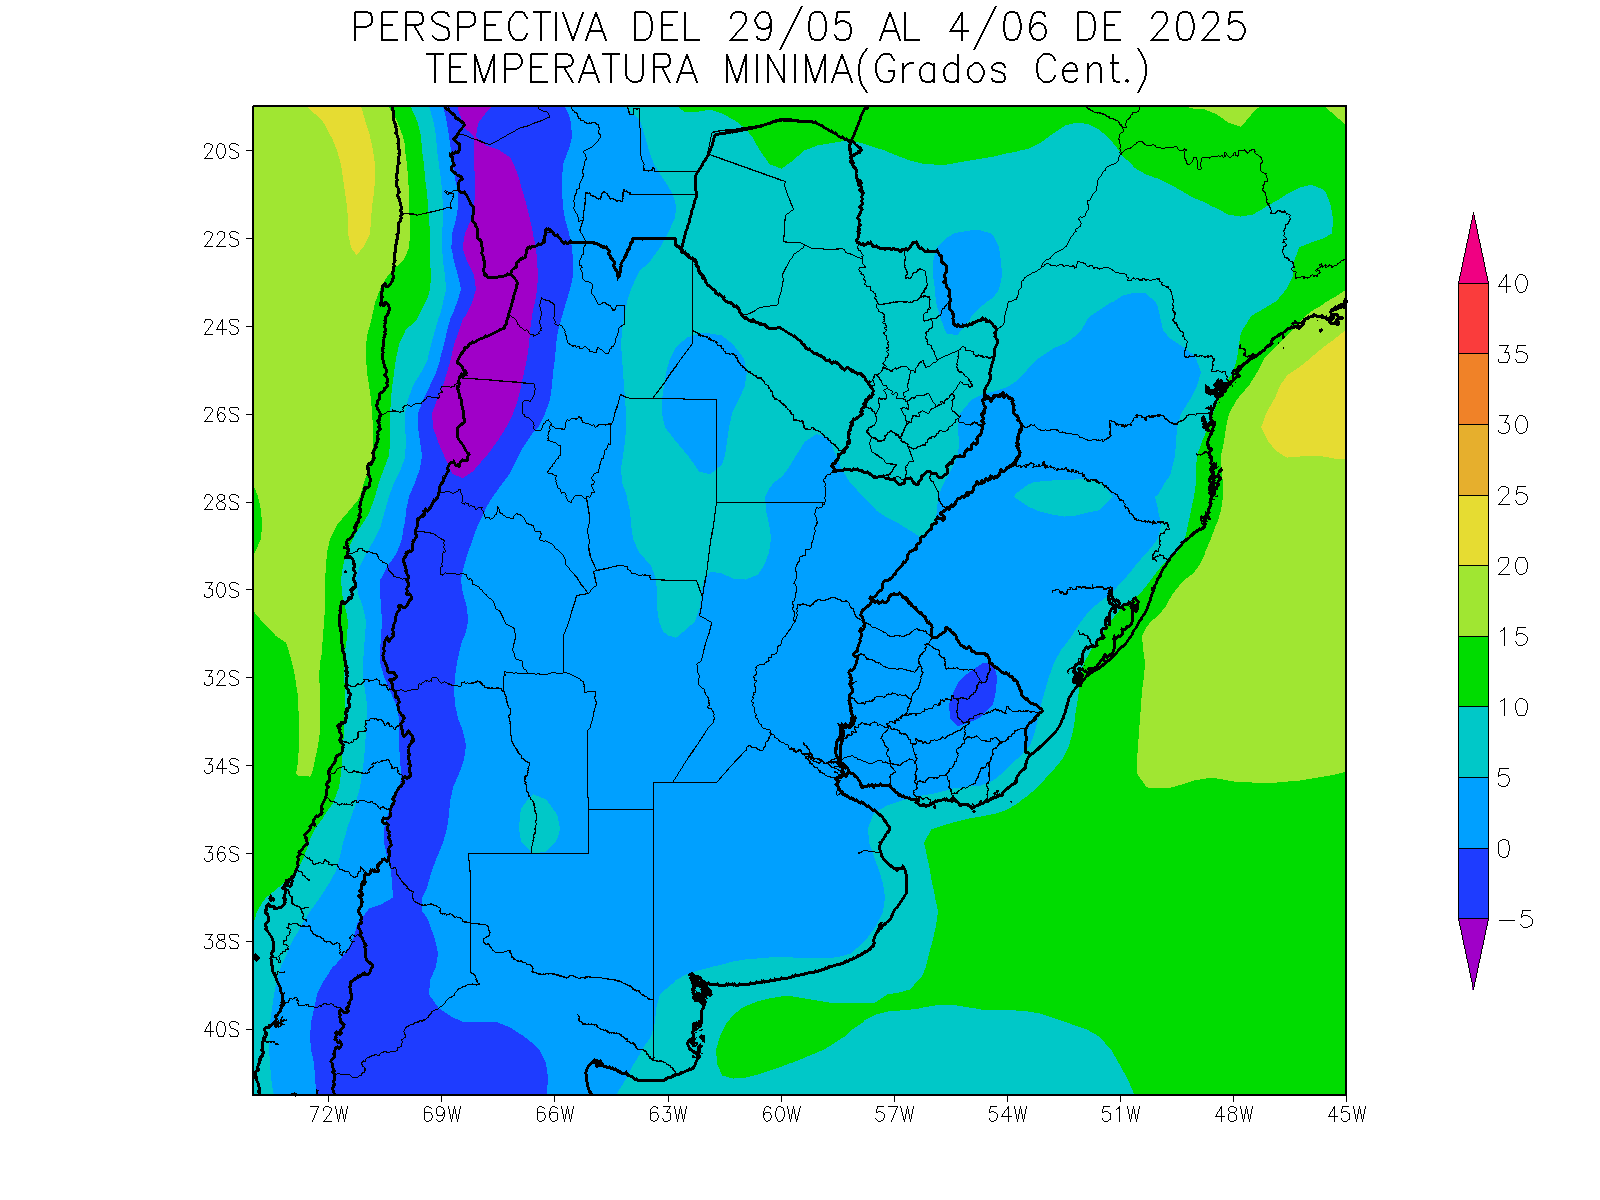 PERSPECTIVA DEL 29/05 AL 4/06 DE 2025
TEMPERATURA MINIMA(Grados Cent.)
20S
22S
24S
26S
28S
30S
32S
34S
36S
38S
40S
72W 69W 66W 63W 60W 57W 54W 51W 48W 45W
40
35
30
25
20
15
10
5
0
−5